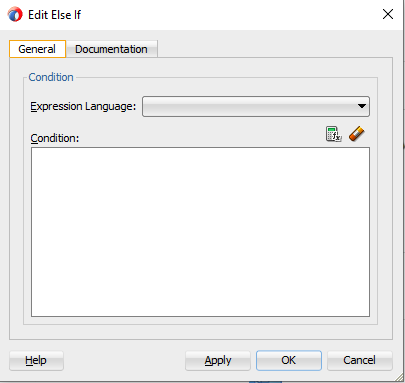 Edit Else If
General
Documentation
Condition
Expression Language:
Condition:
Help
Apply
OK
Cancel